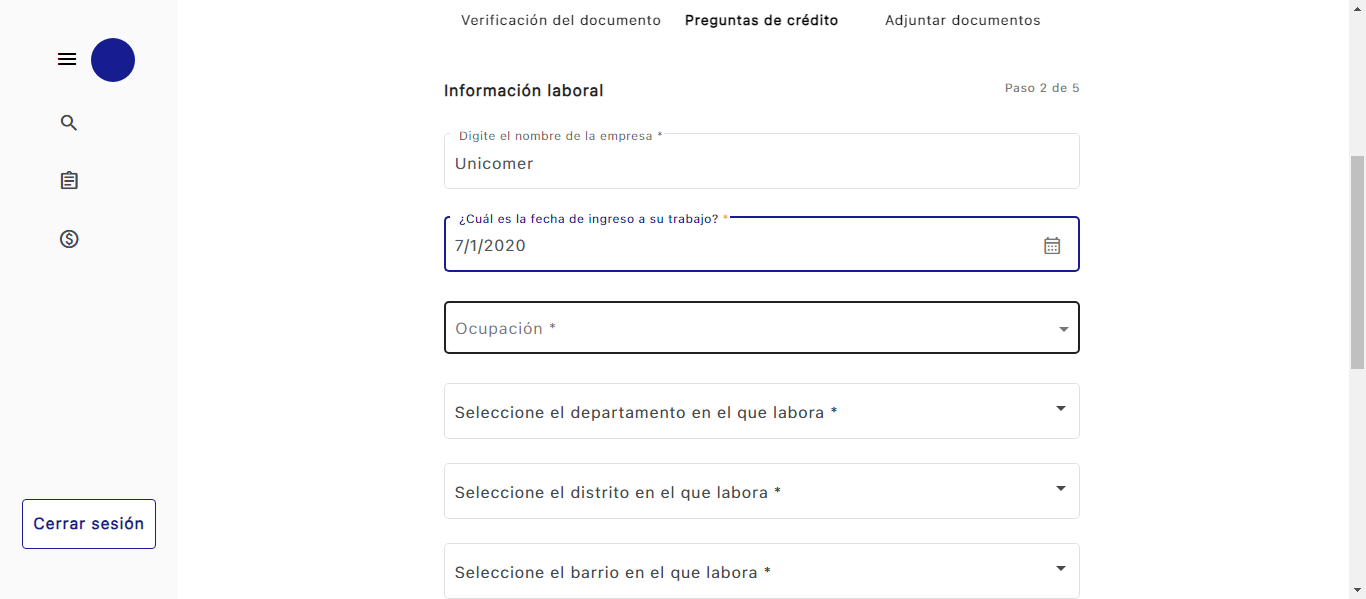 Verificación del documento Preguntas de crédito Adjuntar documentos
Información laboral Paso 2 de 5
Digite el nombre de la empresa *
Unicomer
¿Cuál es la fecha de ingreso a su trabajo? *
7/1/2020
Ocupación *
Seleccione el departamento en el que labora *
Seleccione el distrito en el que labora *
Seleccione el barrio en el que labora *
Cerrar sesión